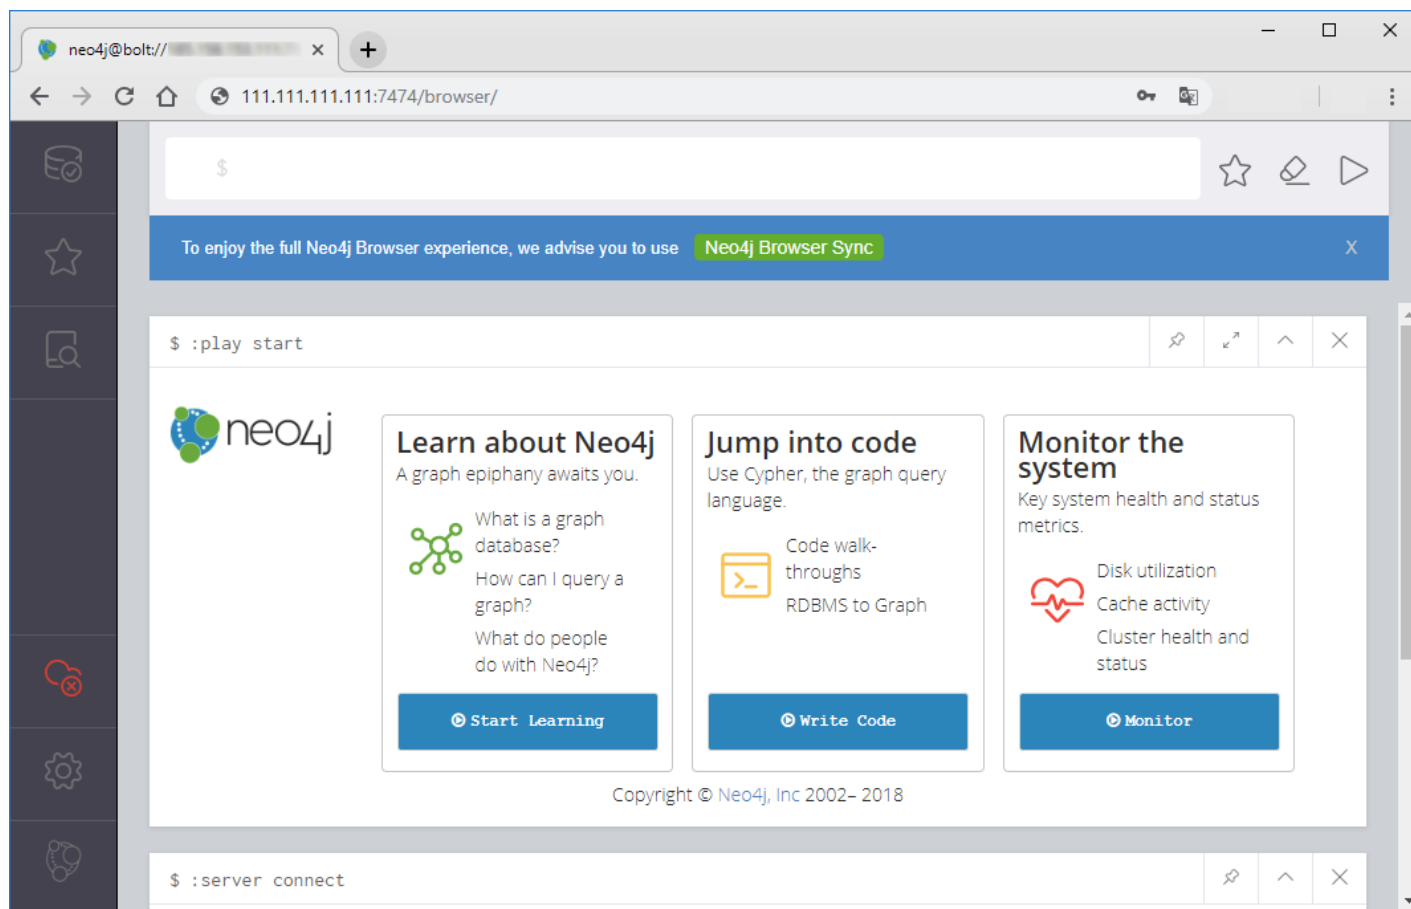 neo4j@bolt://
111.111.111.111:7474/browser/
$
To enjoy the full Neo4j Browser experience, we advise you to use Neo4j Browser Sync X
$ :play start
neo4j
Learn about Neo4j
A graph epiphany awaits you.
What is a graph
database?
How can I query a
graph?
What do people
do with Neo4j?
Start Learning
Jump into code
Use Cypher, the graph query
language.
Code walk-
throughs
RDBMS to Graph
Write Code
Monitor the
system
Key system health and status
metrics.
Disk utilization
Cache activity
Cluster health and
status
Monitor
Copyright © Neo4j, Inc 2002– 2018
$ :server connect